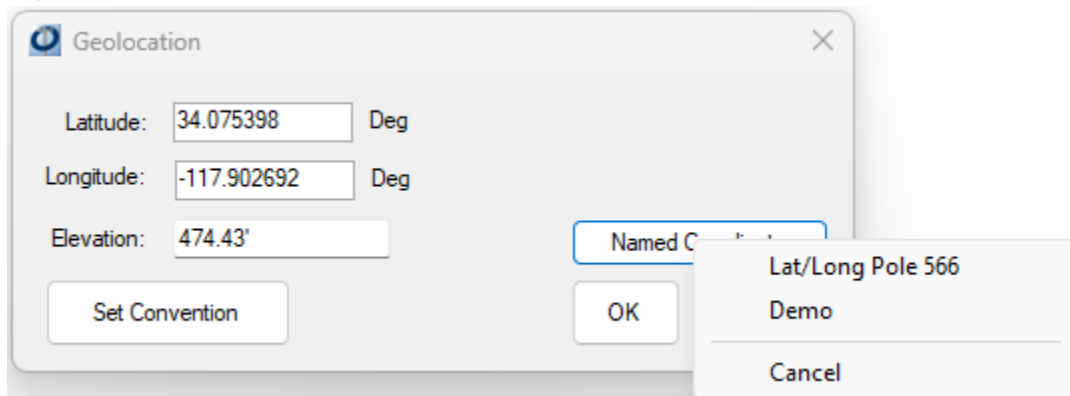 Geolocation
Latitude: 34.075398 Deg
Longitude: -117.902692 Deg
Elevation: 474.43'
Named
Lat/Long Pole 566
Set Convention OK Demo
Cancel